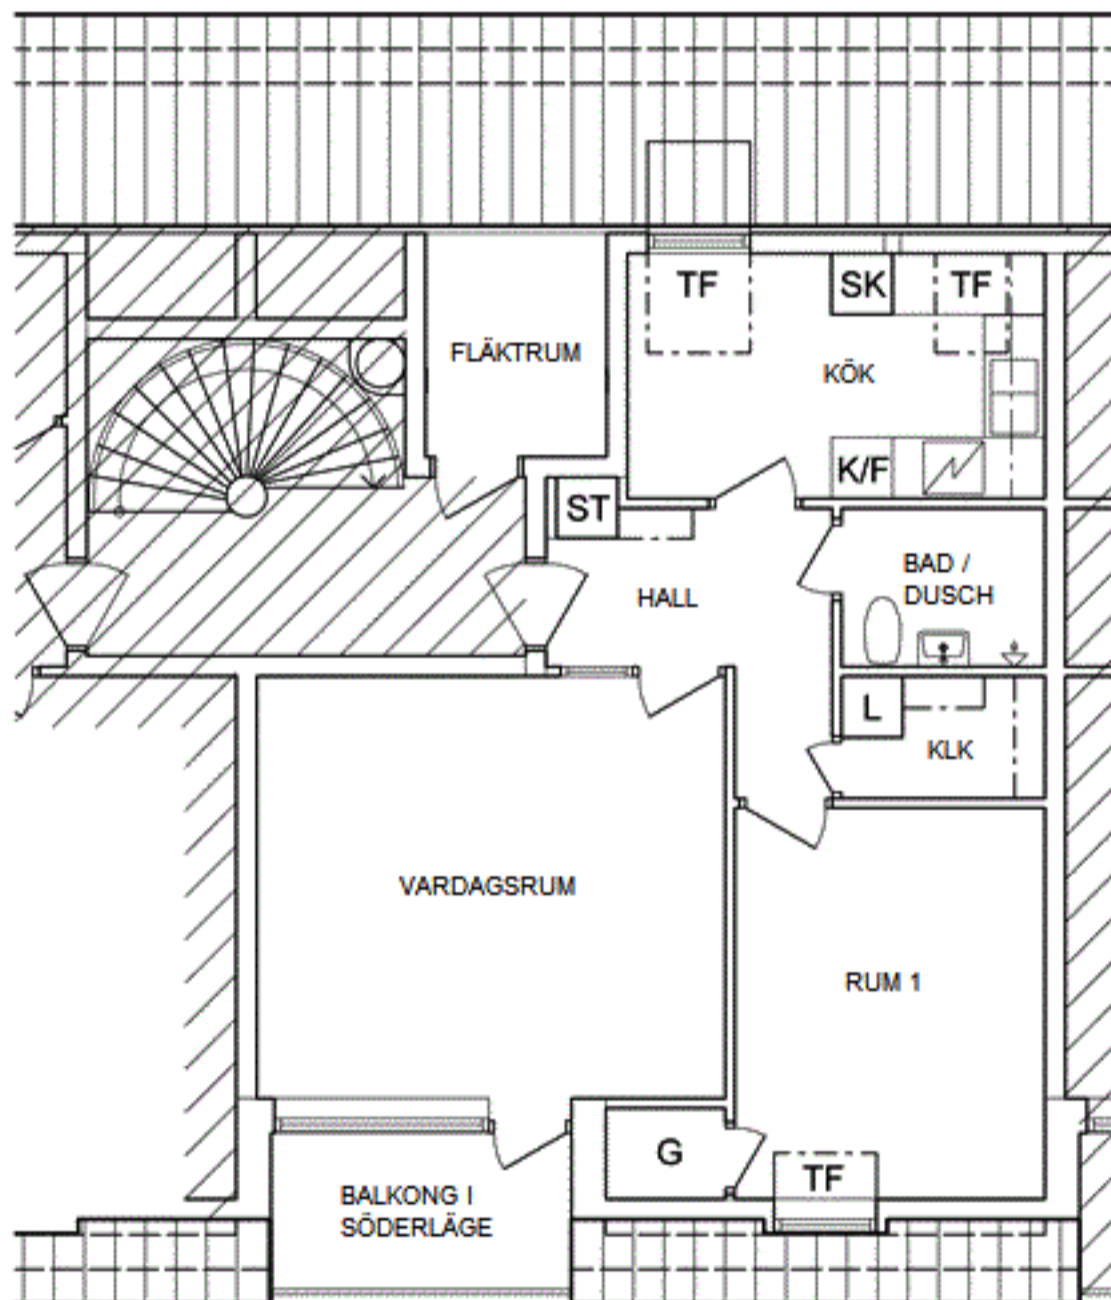 TF
SK
TF
FLÄKTRUM
KÖK
K/F
ST
BAD /
DUSCH
HALL
L
KLK
VARDAGSRUM
RUM 1
G
TF
BALKONG I
SÖDERLÄGE